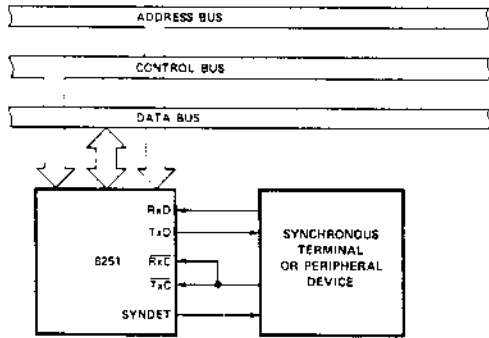 ADDRESS BUS
CONTROL BUS
DATA BUS
RxD
TxD
8251
RxC
TxC
SYNDET
SYNCHRONOUS
TERMINAL
OR PERIPHERAL
DEVICE